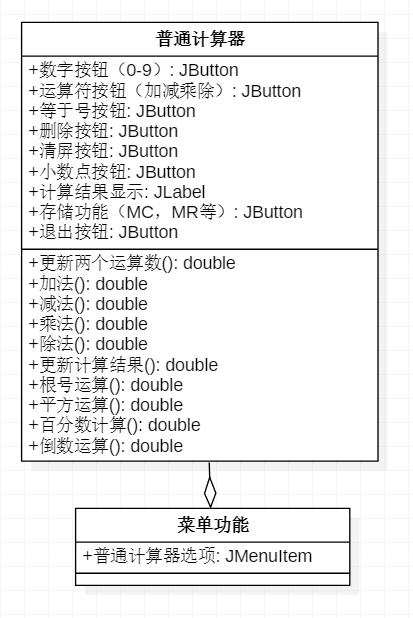 普通计算器
+数字按钮（0-9）: JButton
+运算符按钮（加减乘除）: JButton
+等于号按钮: JButton
+删除按钮: JButton
+清屏按钮: JButton
+小数点按钮: JButton
+计算结果显示: JLabel
+存储功能（MC，MR等）: JButton
+退出按钮: JButton
+更新两个运算数(): double
+加法(): double
+减法(): double
+乘法(): double
+除法(): double
+更新计算结果(): double
+根号运算(): double
+平方运算(): double
+百分数计算(): double
+倒数运算(): double
菜单功能
+普通计算器选项: JMenuItem